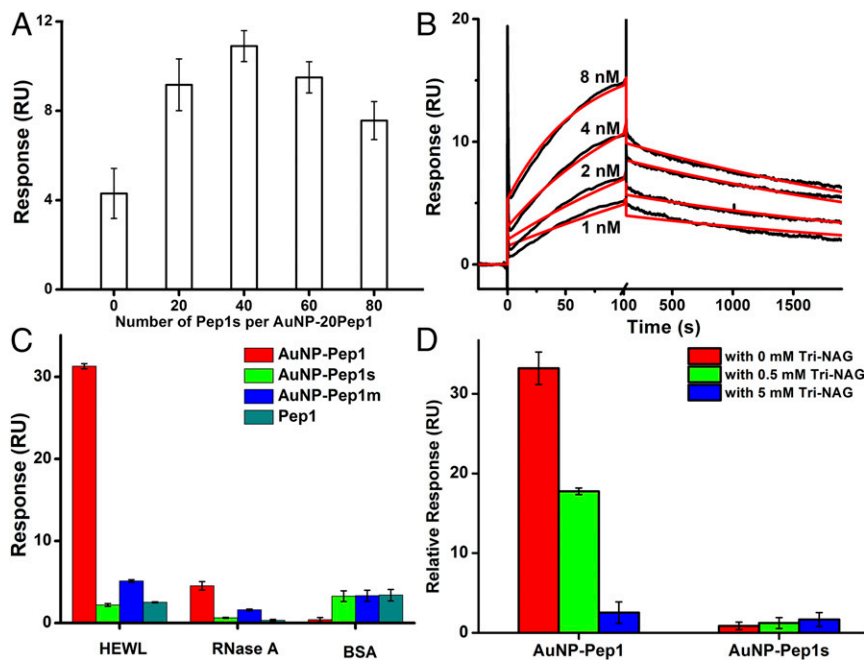 A
Response (RU)
12
8
4
0
0 20 40 60 80
Number of Pep1s per AuNP-20Pep1
B
Response (RU)
20
10
0
8 nM
4 nM
2 nM
1 nM
0 50 100 500 1000 1500
Time (s)
C
Response (RU)
30
20
10
0
AuNP-Pep1
AuNP-Pep1s
AuNP-Pep1m
Pep1
HEWL RNase A BSA
D
Relative Response (RU)
30
20
10
0
with 0 mM Tri-NAG
with 0.5 mM Tri-NAG
with 5 mM Tri-NAG
AuNP-Pep1 AuNP-Pep1s